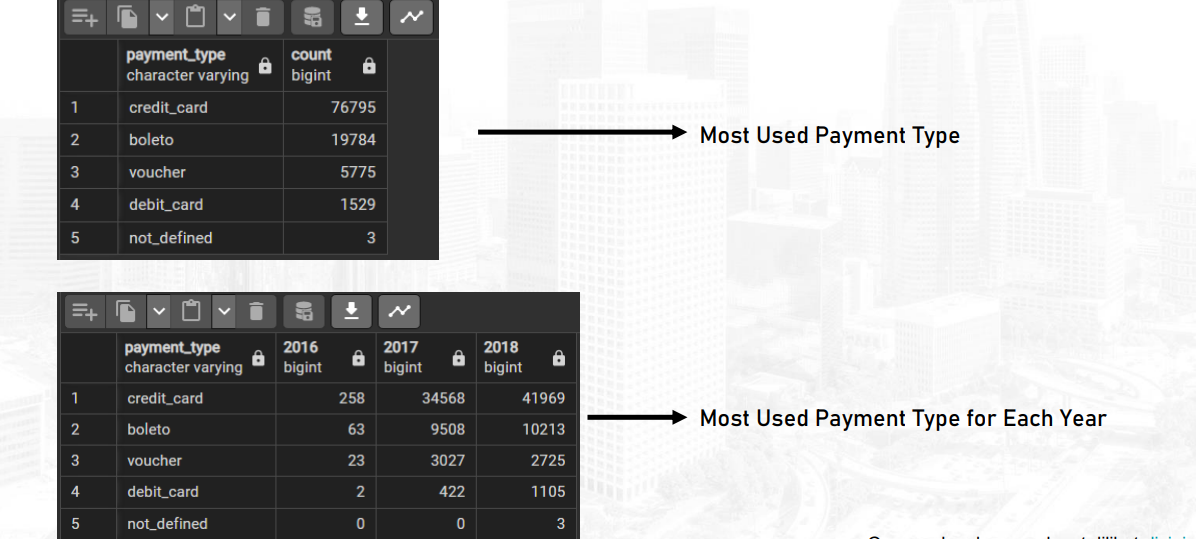 payment_type count
character varying bigint
1 credit_card 76795
2 boleto 19784
3 voucher 5775
4 debit_card 1529
5 not_defined 3
Most Used Payment Type
payment_type 2016 2017 2018
character varying bigint bigint bigint
1 credit_card 258 34568 41969
2 boleto 63 9508 10213
3 voucher 23 3027 2725
4 debit_card 2 422 1105
5 not_defined 0 0 3
Most Used Payment Type for Each Year